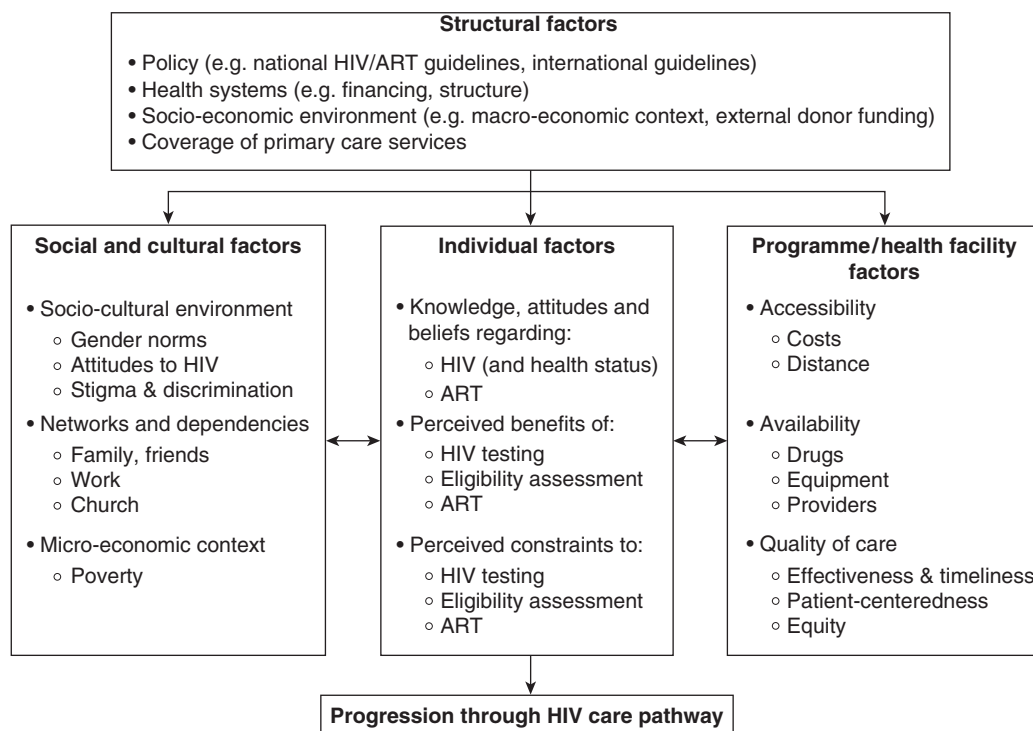 Structural factors
• Policy (e.g. national HIV/ART guidelines, international guidelines)
• Health systems (e.g. financing, structure)
• Socio-economic environment (e.g. macro-economic context, external donor funding)
• Coverage of primary care services
Social and cultural factors
• Socio-cultural environment
○ Gender norms
○ Attitudes to HIV
○ Stigma & discrimination
• Networks and dependencies
○ Family, friends
○ Work
○ Church
• Micro-economic context
○ Poverty
Individual factors
• Knowledge, attitudes and
beliefs regarding:
○ HIV (and health status)
○ ART
• Perceived benefits of:
○ HIV testing
○ Eligibility assessment
○ ART
• Perceived constraints to:
○ HIV testing
○ Eligibility assessment
○ ART
Programme/health facility
factors
• Accessibility
○ Costs
○ Distance
• Availability
○ Drugs
○ Equipment
○ Providers
• Quality of care
○ Effectiveness & timeliness
○ Patient-centeredness
○ Equity
Progression through HIV care pathway